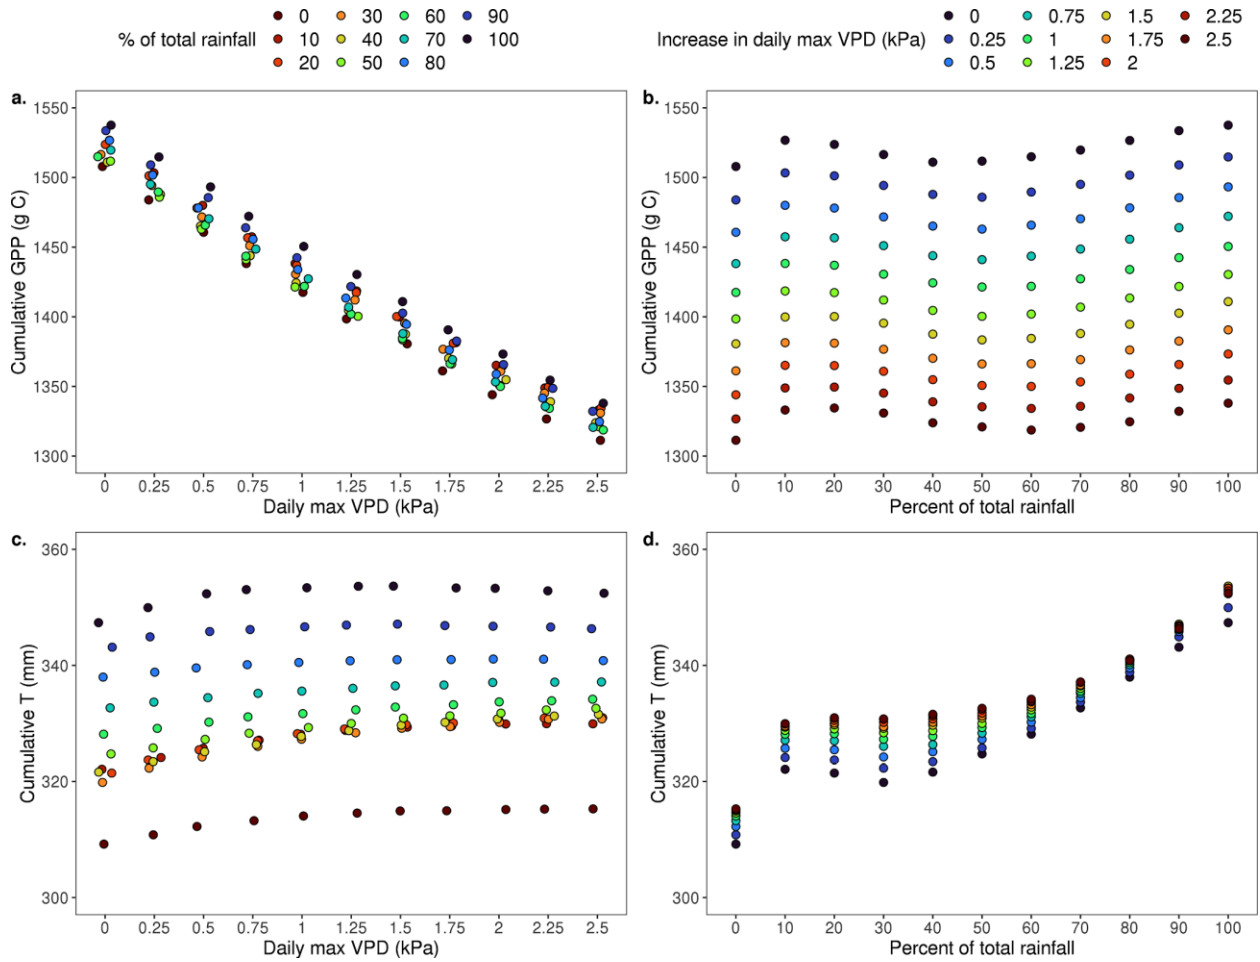 % of total rainfall
0 30 60 90
10 40 70 100
20 50 80
Increase in daily max VPD (kPa)
0 0.75 1.5 2.25
0.25 1 1.75 2.5
0.5 1.25 2
a.
Cumulative GPP (g C)
1550
1500
1450
1400
1350
1300
0 0.25 0.5 0.75 1 1.25 1.5 1.75 2 2.25 2.5
Daily max VPD (kPa)
b.
Cumulative GPP (g C)
1550
1500
1450
1400
1350
1300
0 10 20 30 40 50 60 70 80 90 100
Percent of total rainfall
c.
Cumulative T (mm)
360
340
320
300
0 0.25 0.5 0.75 1 1.25 1.5 1.75 2 2.25 2.5
Daily max VPD (kPa)
d.
Cumulative T (mm)
360
340
320
300
0 10 20 30 40 50 60 70 80 90 100
Percent of total rainfall